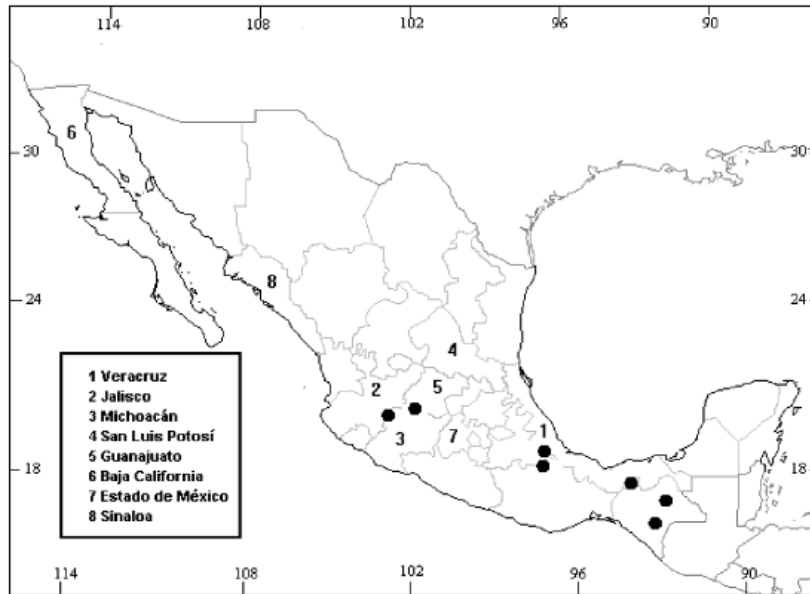 114 108 102 96 90
6
30 30
8
24 24
4
5
2
1
3 7
18 18
1 Veracruz
2 Jalisco
3 Michoacán
4 San Luis Potosí
5 Guanajuato
6 Baja California
7 Estado de México
8 Sinaloa
114 108 102 96 90